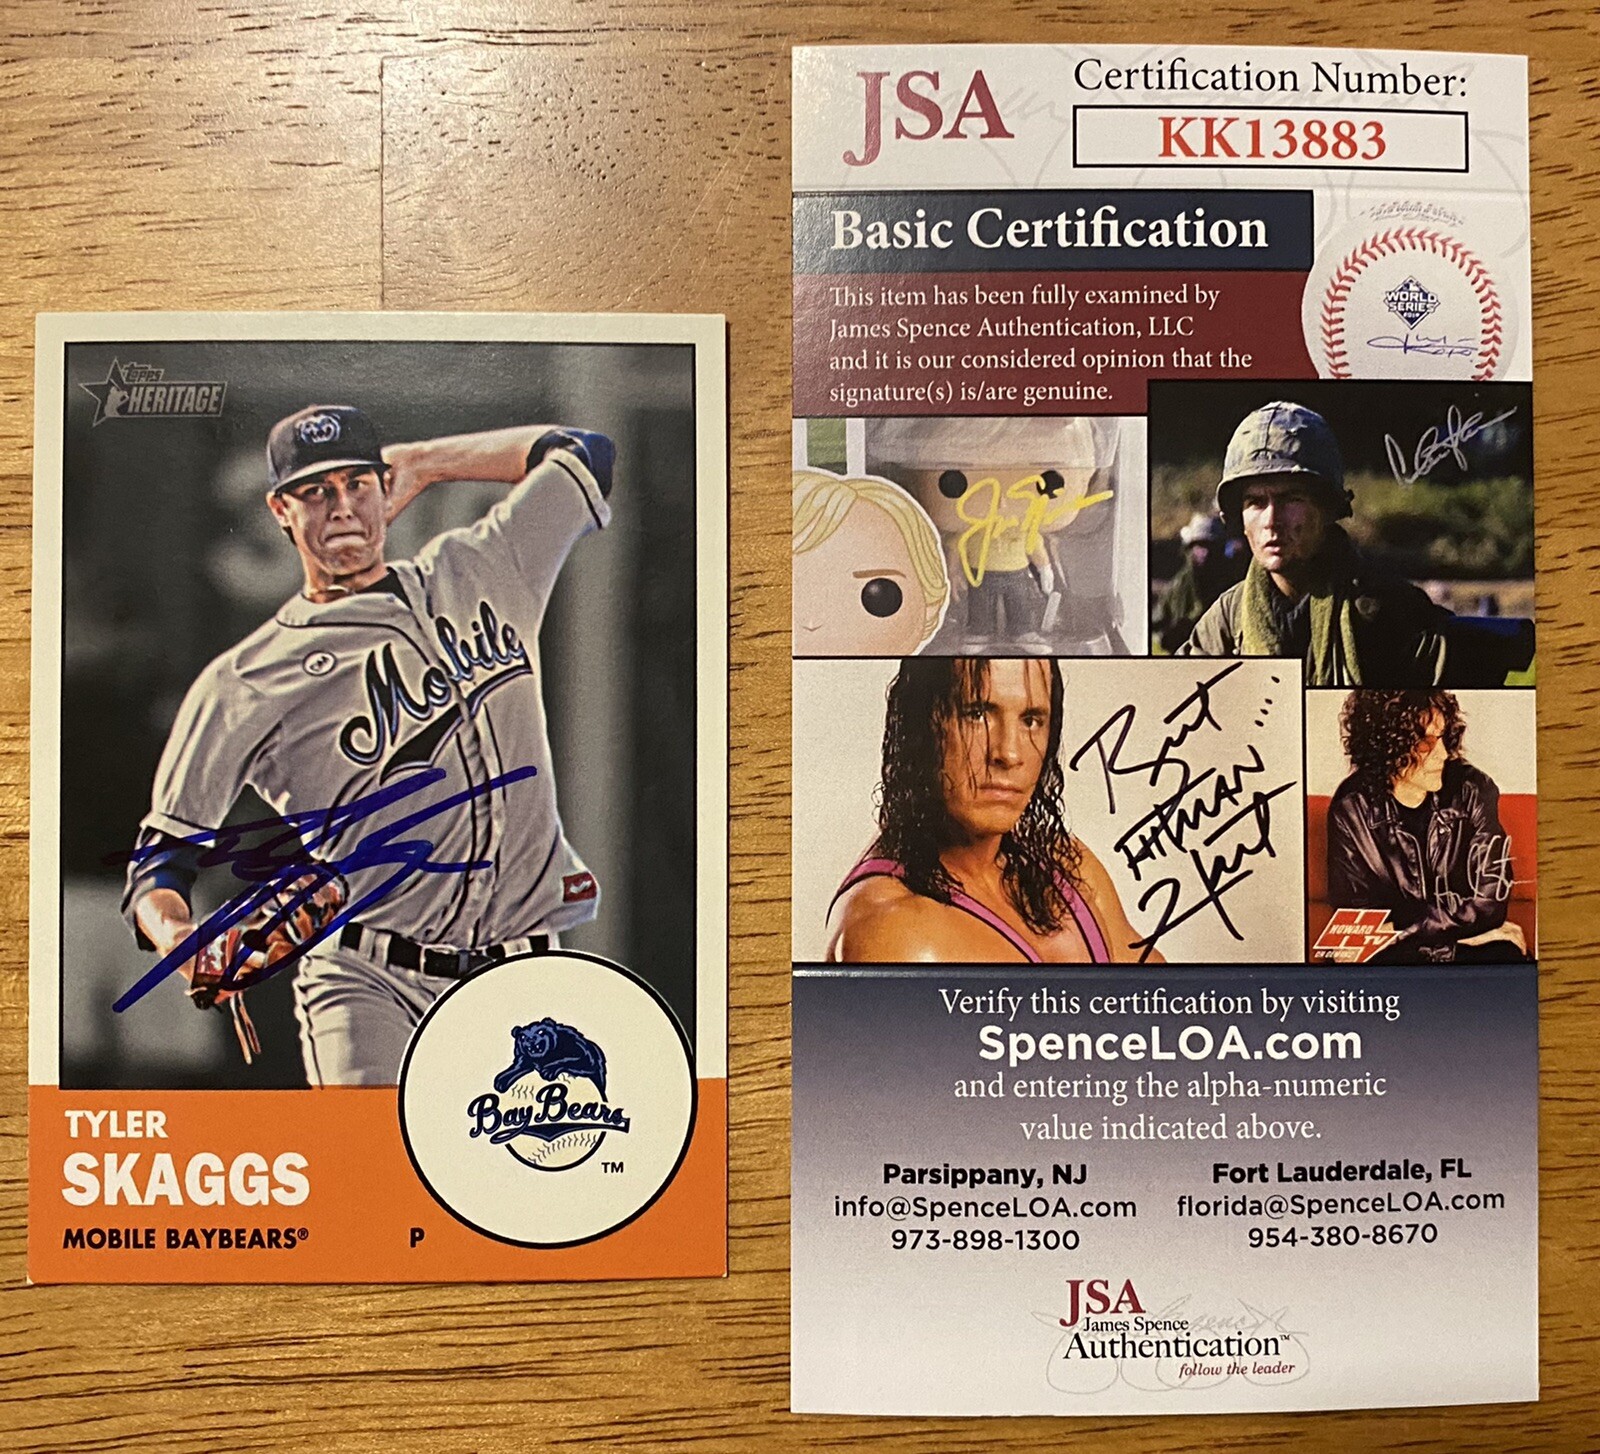 TOPPS
HERITAGE
Mobile
BayBears
TM
TYLER
SKAGGS
MOBILE BAYBEARS®
P
JSA
Certification Number:
KK13883
Basic Certification
This item has been fully examined by
James Spence Authentication, LLC
and it is our considered opinion that the
signature(s) is/are genuine.
WORLD
SERIES
Bret
HITMAN
Hart
HOWARD
TV
ON DEMAND
Verify this certification by visiting
SpenceLOA.com
and entering the alpha-numeric
value indicated above.
Parsippany, NJ
info@SpenceLOA.com
973-898-1300
Fort Lauderdale, FL
florida@SpenceLOA.com
954-380-8670
JSA
James Spence
Authentication™
follow the leader